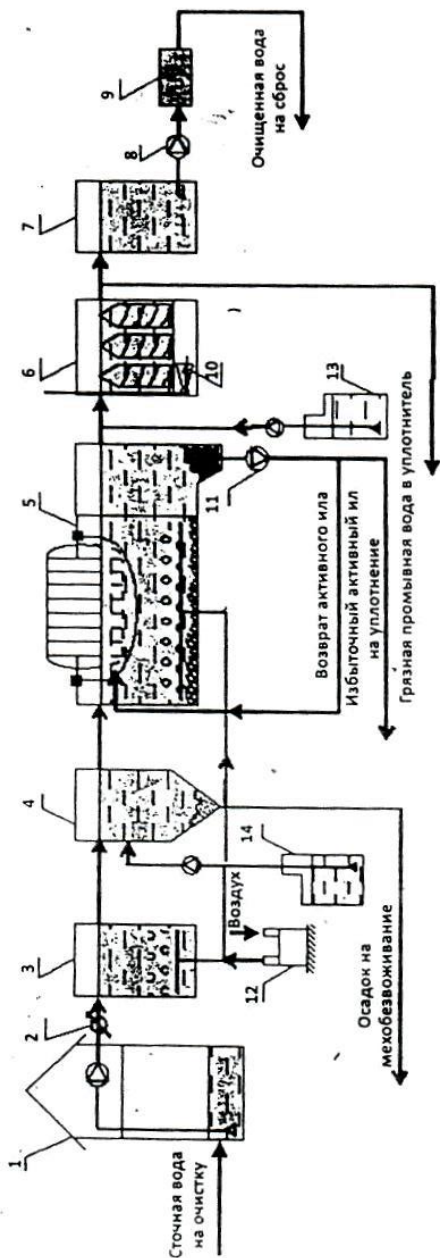 Сточная вода
на очистку
1
2
3
4
5
6
7
8
9
10
11
12
13
14
Воздух
Осадок на
мехобезвоживание
Возврат активного ила
Избыточный активный ил
на уплотнение
Грязная промывная вода в уплотнитель
Очищенная вода
на сброс